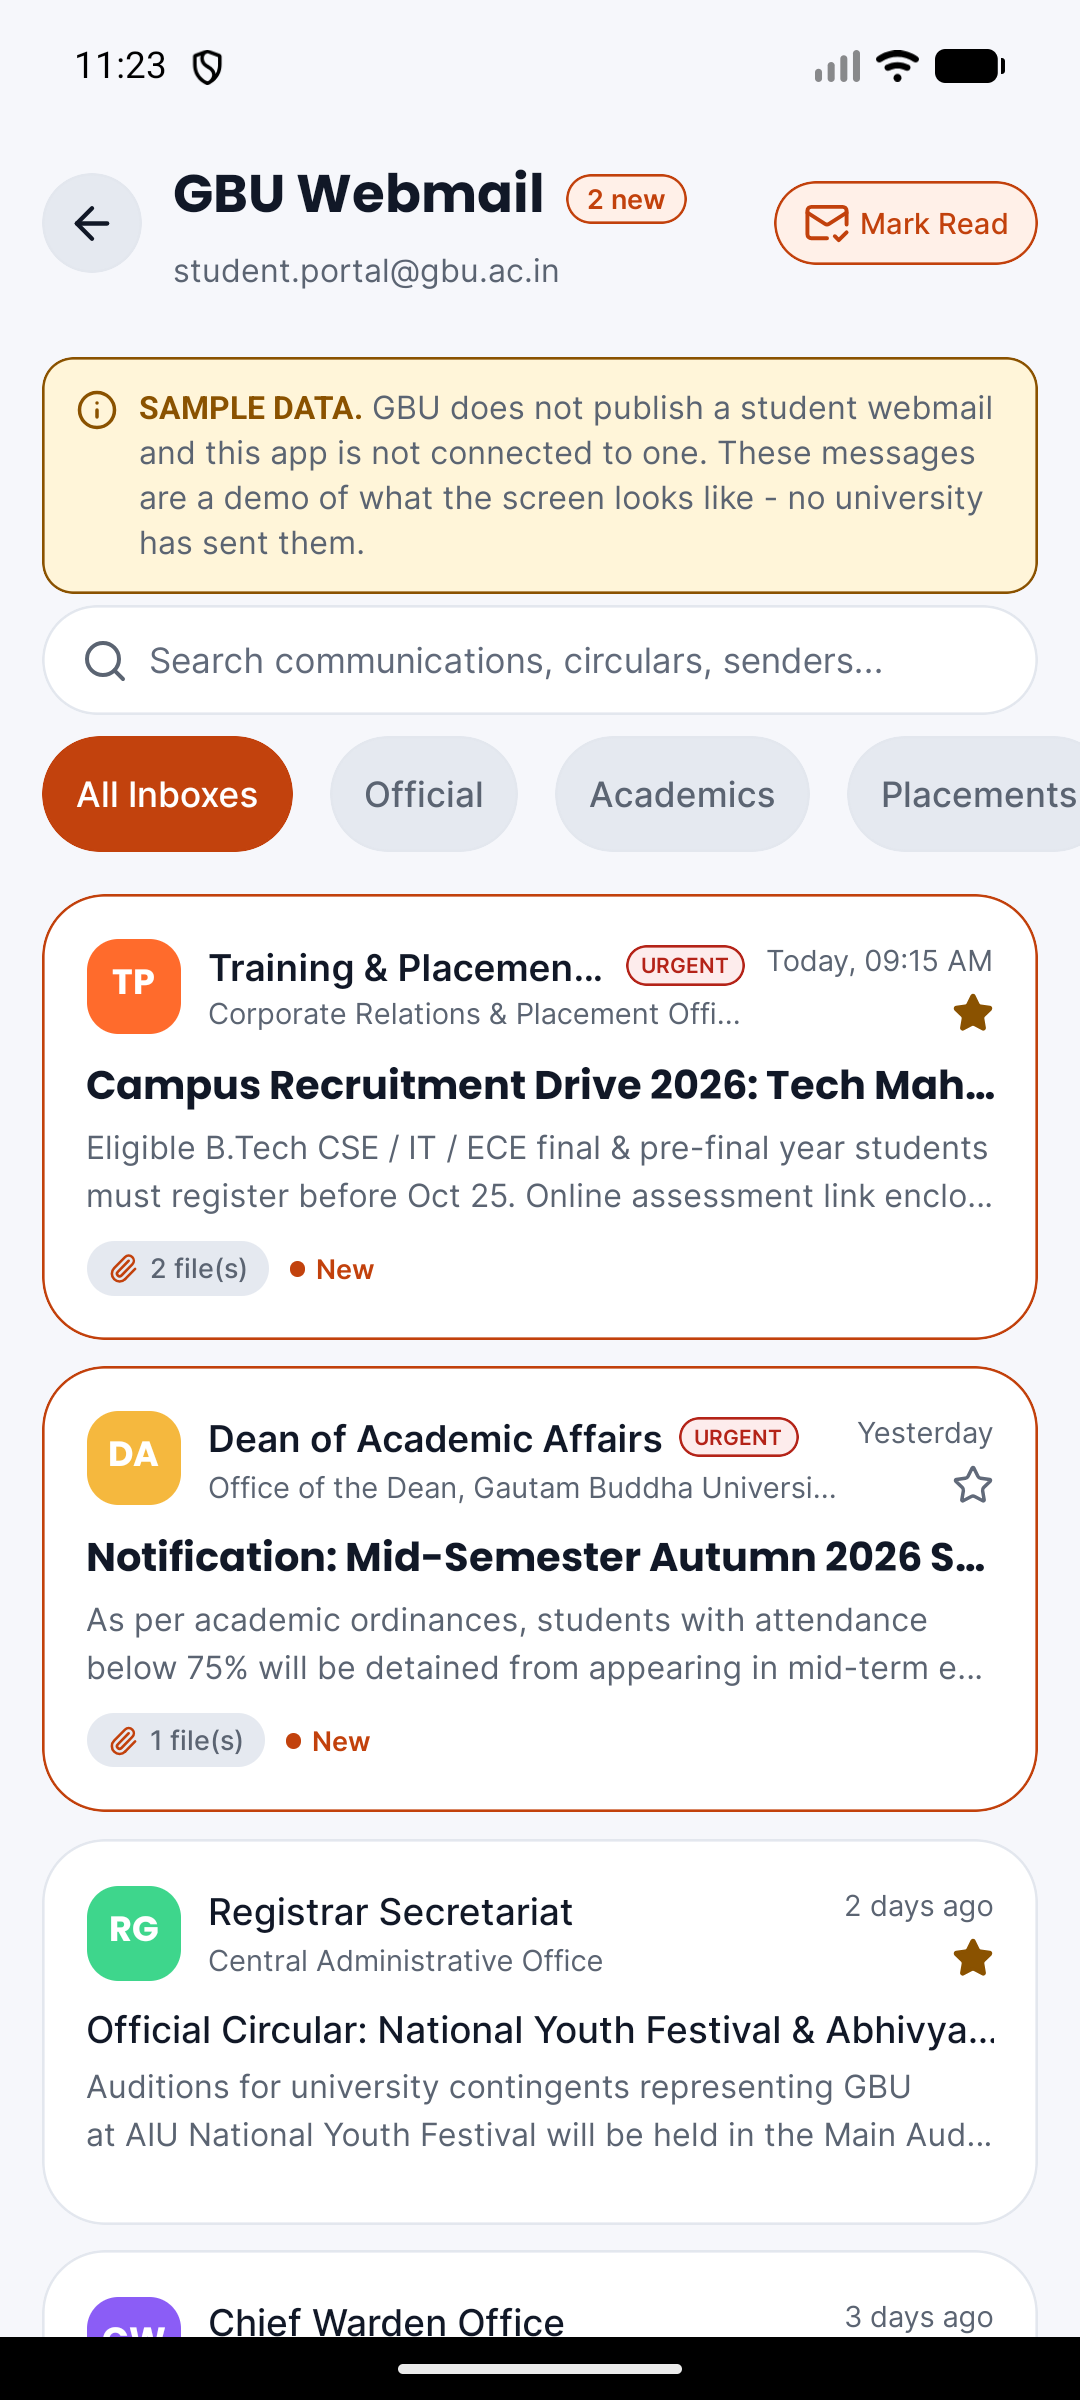 11:23
GBU Webmail
2 new
student.portal@gbu.ac.in
Mark Read
SAMPLE DATA. GBU does not publish a student webmail
and this app is not connected to one. These messages
are a demo of what the screen looks like - no university
has sent them.
Search communications, circulars, senders...
All Inboxes
Official
Academics
Placements
TP
Training & Placemen...
URGENT
Today, 09:15 AM
Corporate Relations & Placement Offi...
Campus Recruitment Drive 2026: Tech Mah...
Eligible B.Tech CSE / IT / ECE final & pre-final year students
must register before Oct 25. Online assessment link enclo...
2 file(s)
New
DA
Dean of Academic Affairs
URGENT
Yesterday
Office of the Dean, Gautam Buddha Universi...
Notification: Mid-Semester Autumn 2026 S...
As per academic ordinances, students with attendance
below 75% will be detained from appearing in mid-term e...
1 file(s)
New
RG
Registrar Secretariat
2 days ago
Central Administrative Office
Official Circular: National Youth Festival & Abhivya...
Auditions for university contingents representing GBU
at AIU National Youth Festival will be held in the Main Aud...
Chief Warden Office
3 days ago